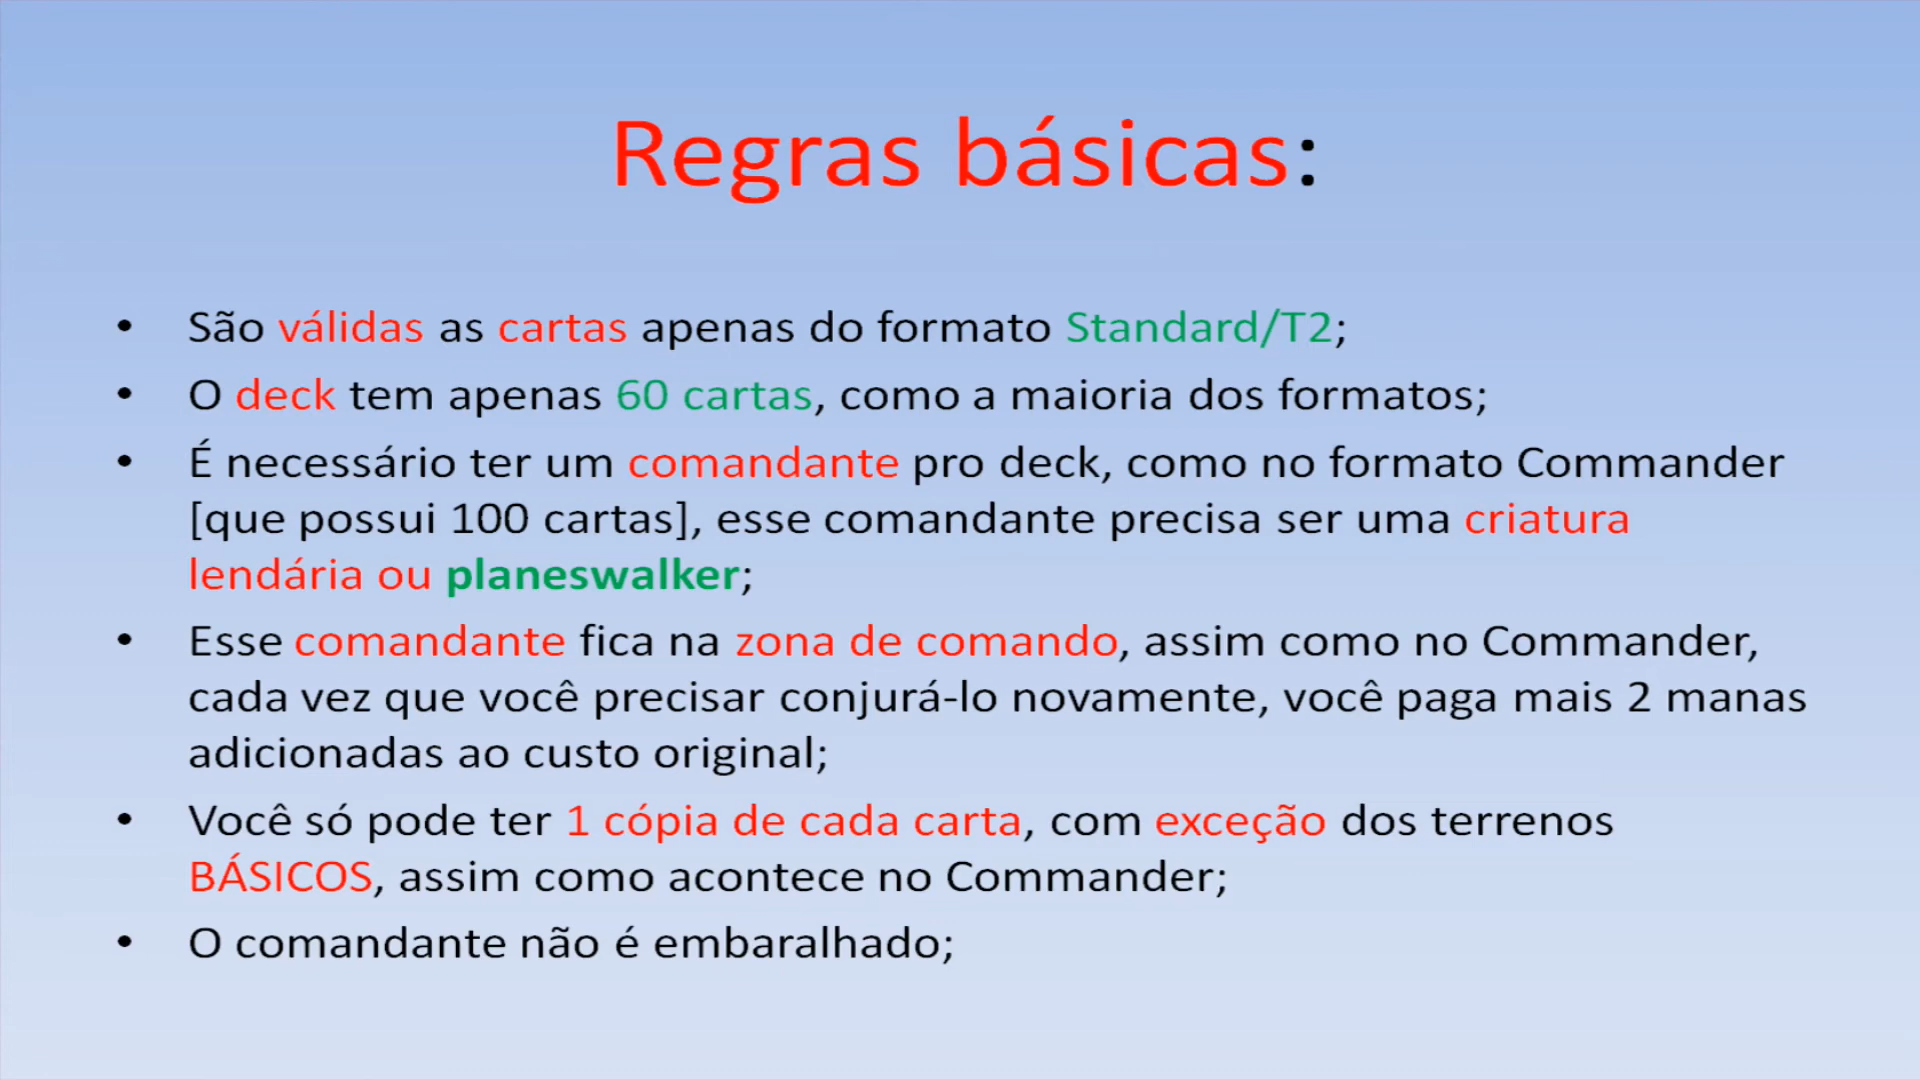 Regras básicas:
• São válidas as cartas apenas do formato Standard/T2;
• O deck tem apenas 60 cartas, como a maioria dos formatos;
• É necessário ter um comandante pro deck, como no formato Commander
[que possui 100 cartas], esse comandante precisa ser uma criatura
lendária ou planeswalker;
• Esse comandante fica na zona de comando, assim como no Commander,
cada vez que você precisar conjurá-lo novamente, você paga mais 2 manas
adicionadas ao custo original;
• Você só pode ter 1 cópia de cada carta, com exceção dos terrenos
BÁSICOS, assim como acontece no Commander;
• O comandante não é embaralhado;